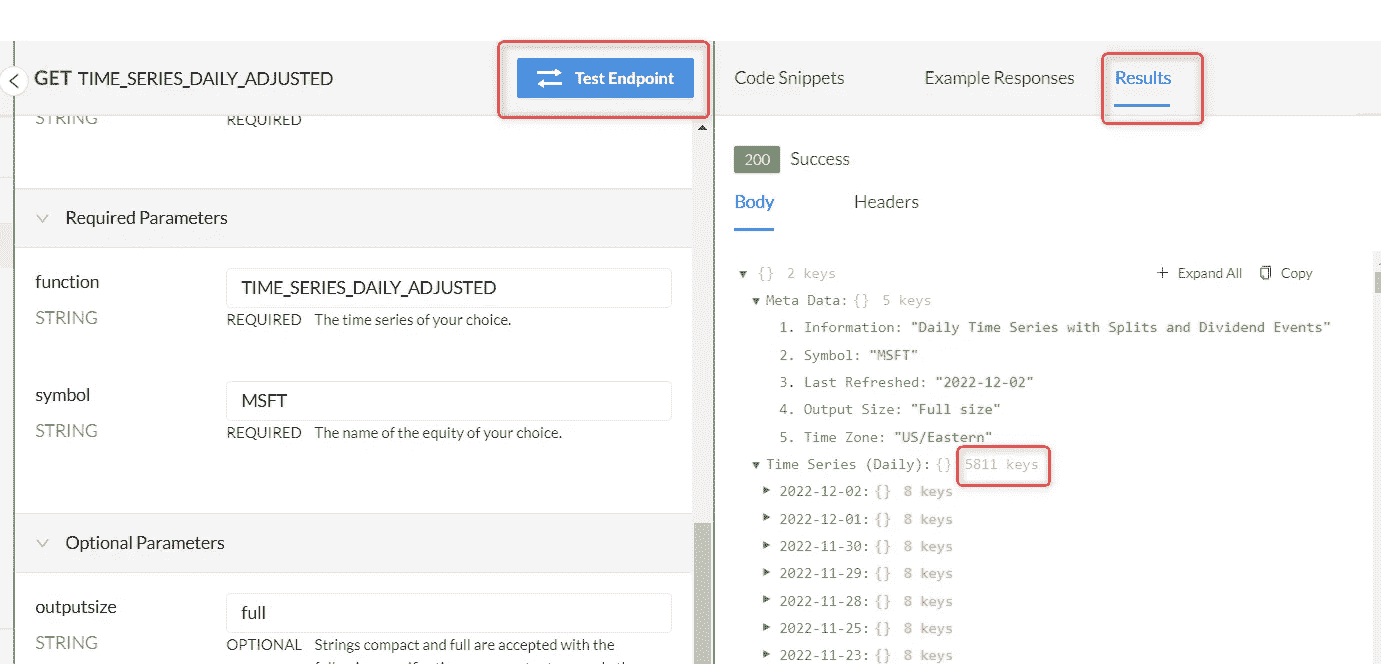 GET TIME_SERIES_DAILY_ADJUSTED
Test Endpoint
STRING
REQUIRED
Required Parameters
function
TIME_SERIES_DAILY_ADJUSTED
STRING
REQUIRED The time series of your choice.
symbol
MSFT
STRING
REQUIRED The name of the equity of your choice.
Optional Parameters
outputsize
full
STRING
OPTIONAL Strings compact and full are accepted with the
Code Snippets
Example Responses
Results
200 Success
Body
Headers
{} 2 keys
+ Expand All
Copy
Meta Data: {} 5 keys
1. Information: "Daily Time Series with Splits and Dividend Events"
2. Symbol: "MSFT"
3. Last Refreshed: "2022-12-02"
4. Output Size: "Full size"
5. Time Zone: "US/Eastern"
Time Series (Daily): {} 5811 keys
2022-12-02: {} 8 keys
2022-12-01: {} 8 keys
2022-11-30: {} 8 keys
2022-11-29: {} 8 keys
2022-11-28: {} 8 keys
2022-11-25: {} 8 keys
2022-11-23: {} 8 keys